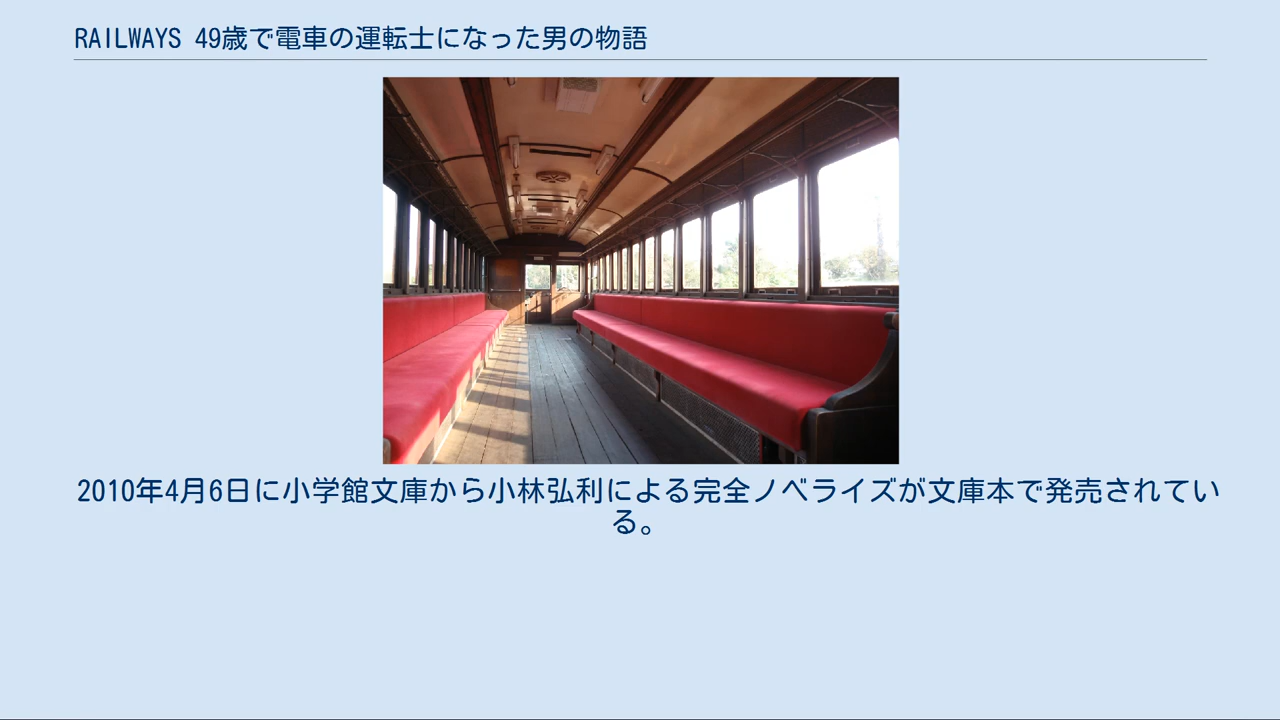 RAILWAYS 49歳で電車の運転士になった男の物語
2010年4月6日に小学館文庫から小林弘利による完全ノベライズが文庫本で発売されてい
る。